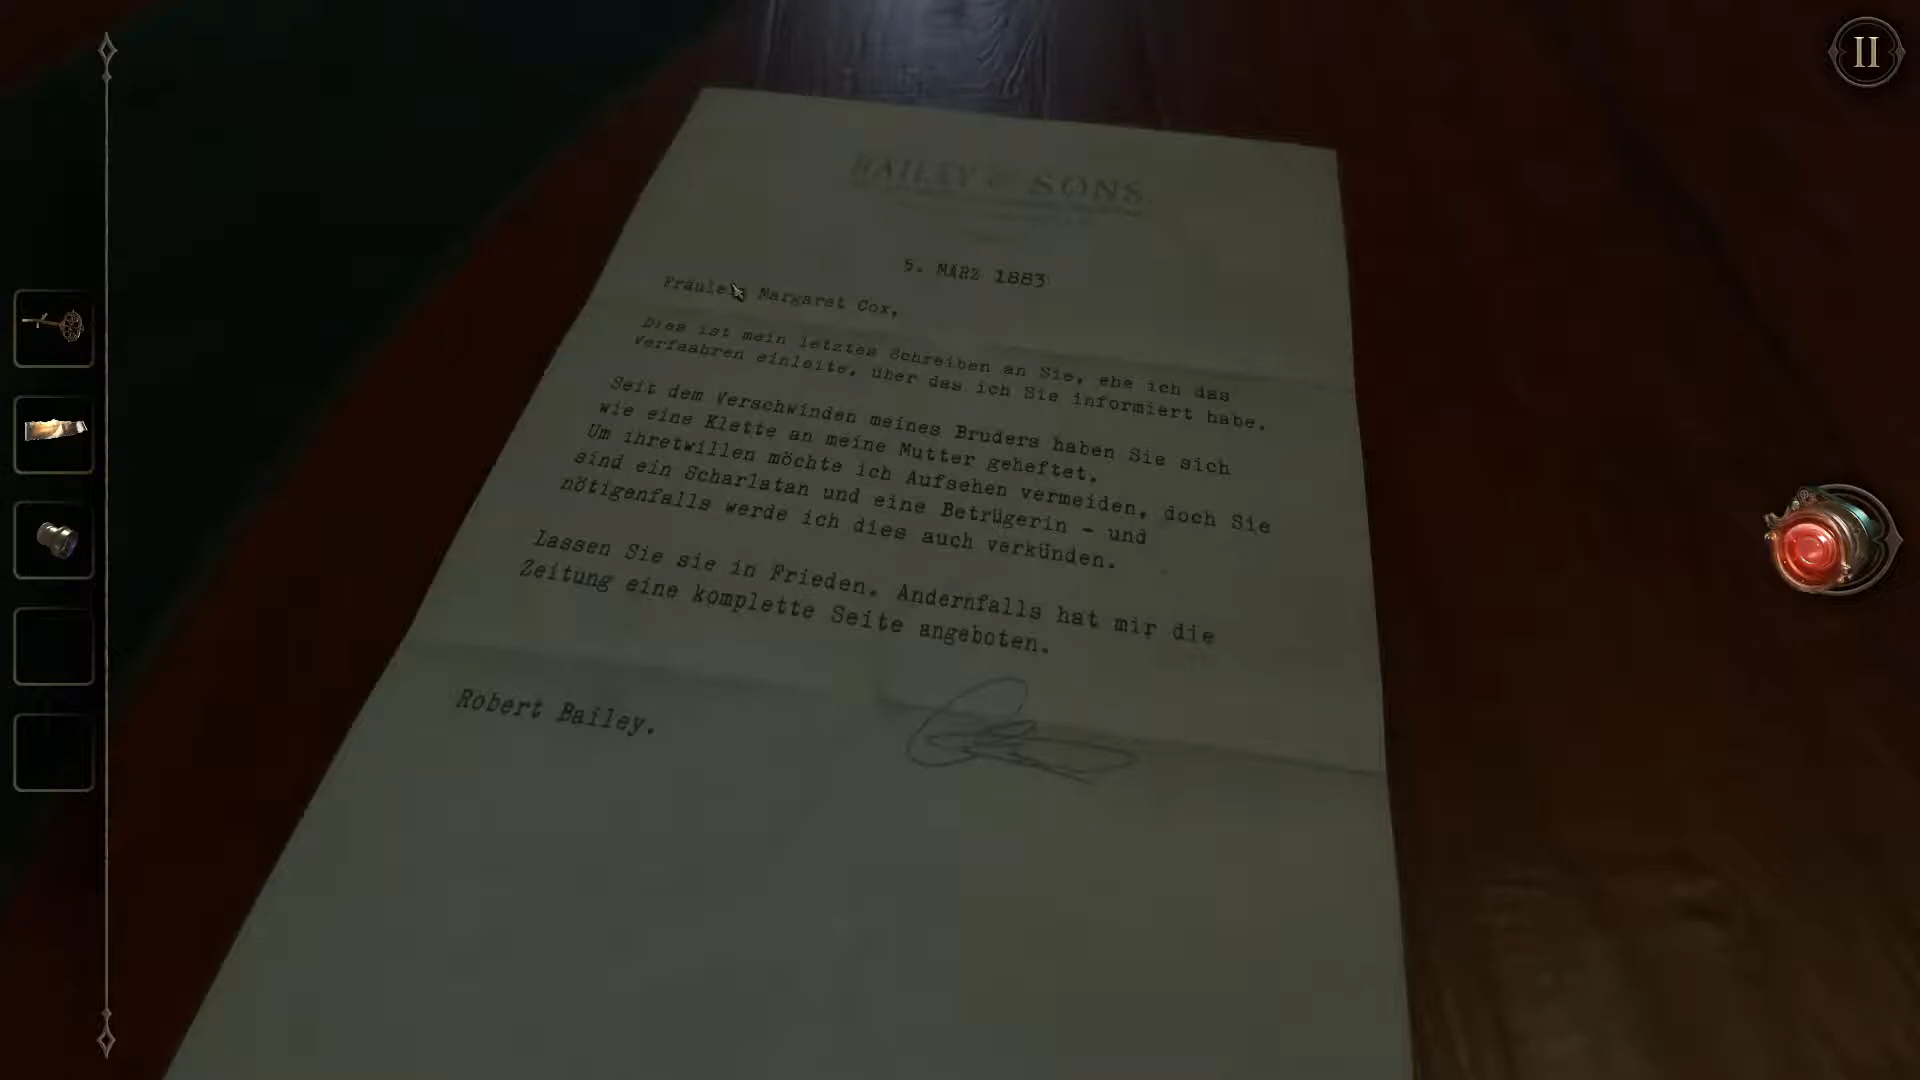 BAILEY & SONS
5. MÄRZ 1883
Fräulein Margaret Cox,
Dies ist mein letztes Schreiben an Sie, ehe ich das
Verfaahren einleite, über das ich Sie informiert habe.
Seit dem Verschwinden meines Bruders haben Sie sich
wie eine Klette an meine Mutter geheftet.
Um ihretwillen möchte ich Aufsehen vermeiden, doch Sie
sind ein Scharlatan und eine Betrügerin - und
nötigenfalls werde ich dies auch verkünden.
Lassen Sie sie in Frieden. Andernfalls hat mir die
Zeitung eine komplette Seite angeboten.
Robert Bailey.